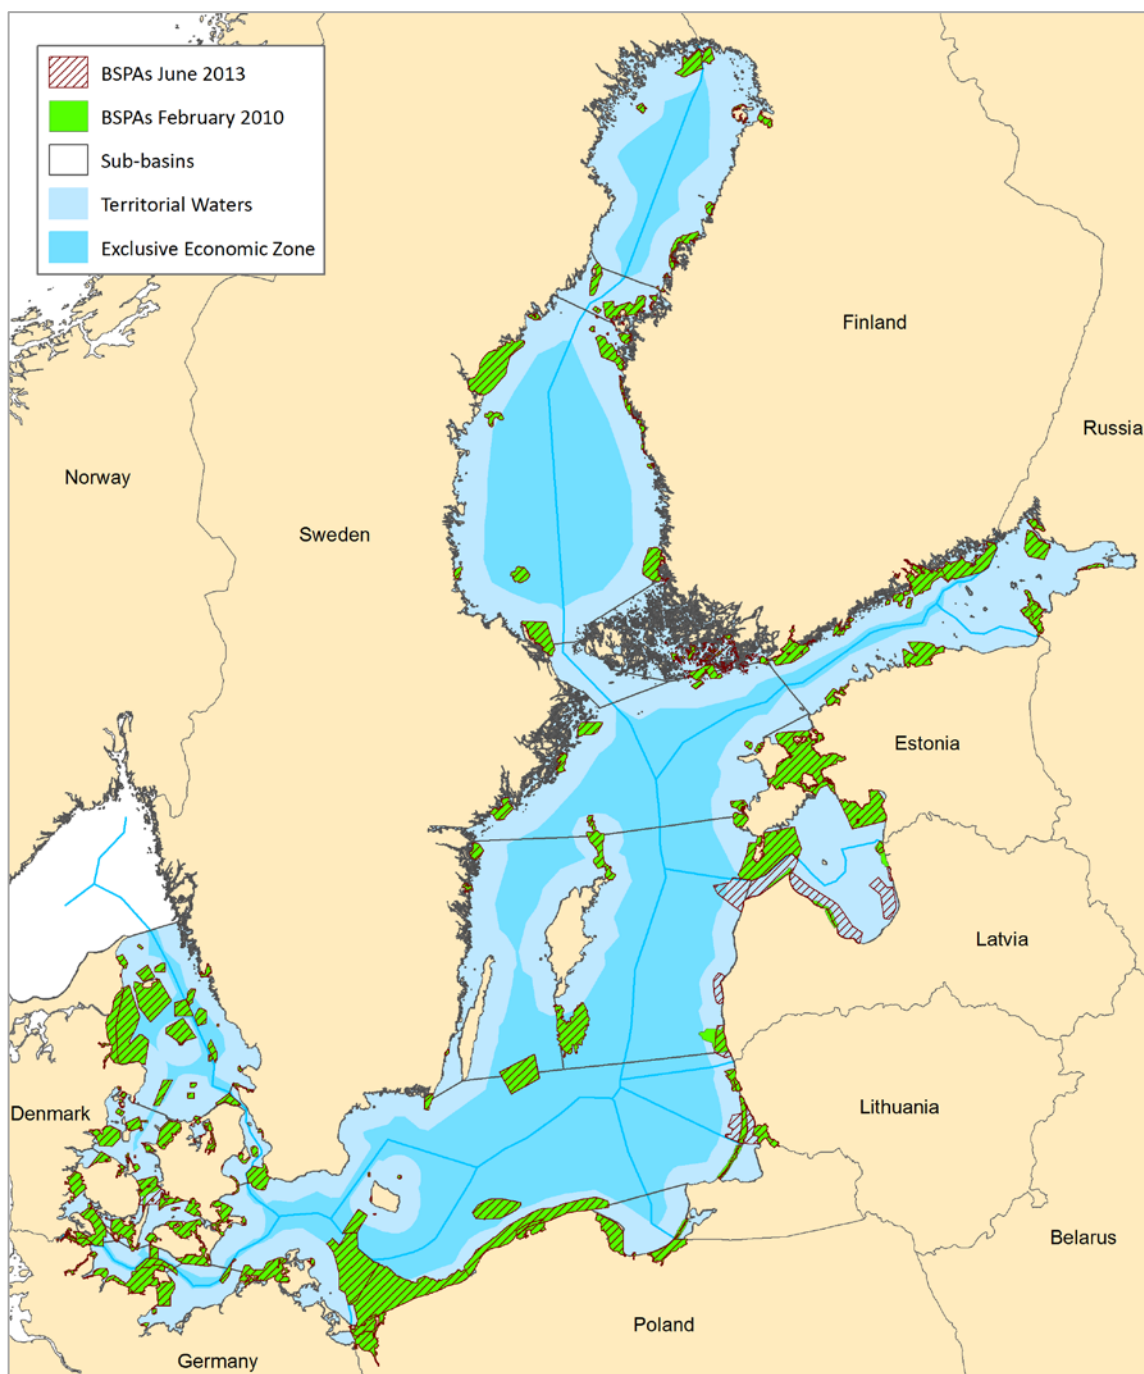 BSPAs June 2013
BSPAs February 2010
Sub-basins
Territorial Waters
Exclusive Economic Zone
Finland
Russia
Norway
Sweden
Estonia
Latvia
Denmark
Lithuania
Belarus
Poland
Germany